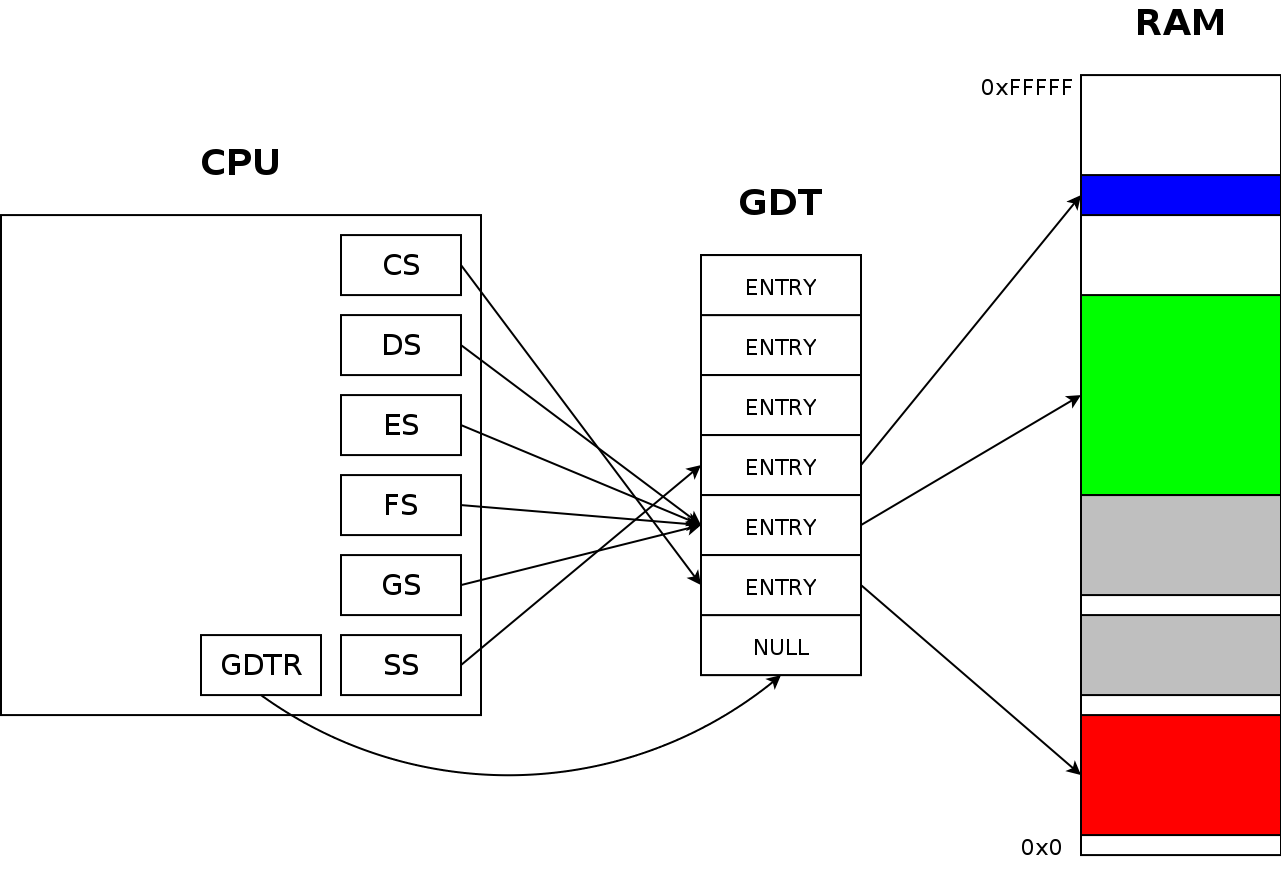 RAM
0xFFFFF
CPU
GDT
CS
DS
ES
FS
GS
GDTR
SS
ENTRY
ENTRY
ENTRY
ENTRY
ENTRY
ENTRY
NULL
0x0